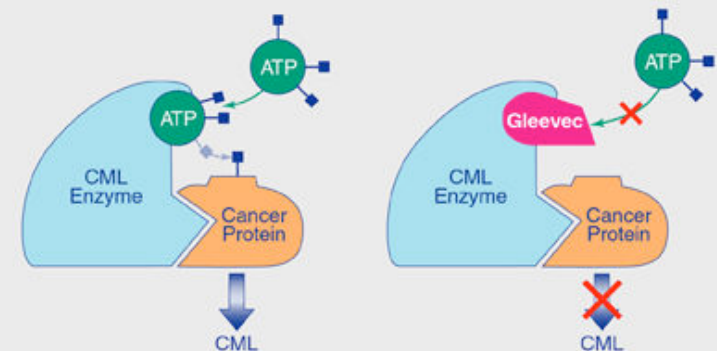 ATP
ATP
CML
Enzyme
Cancer
Protein
CML
ATP
Gleevec
CML
Enzyme
Cancer
Protein
CML